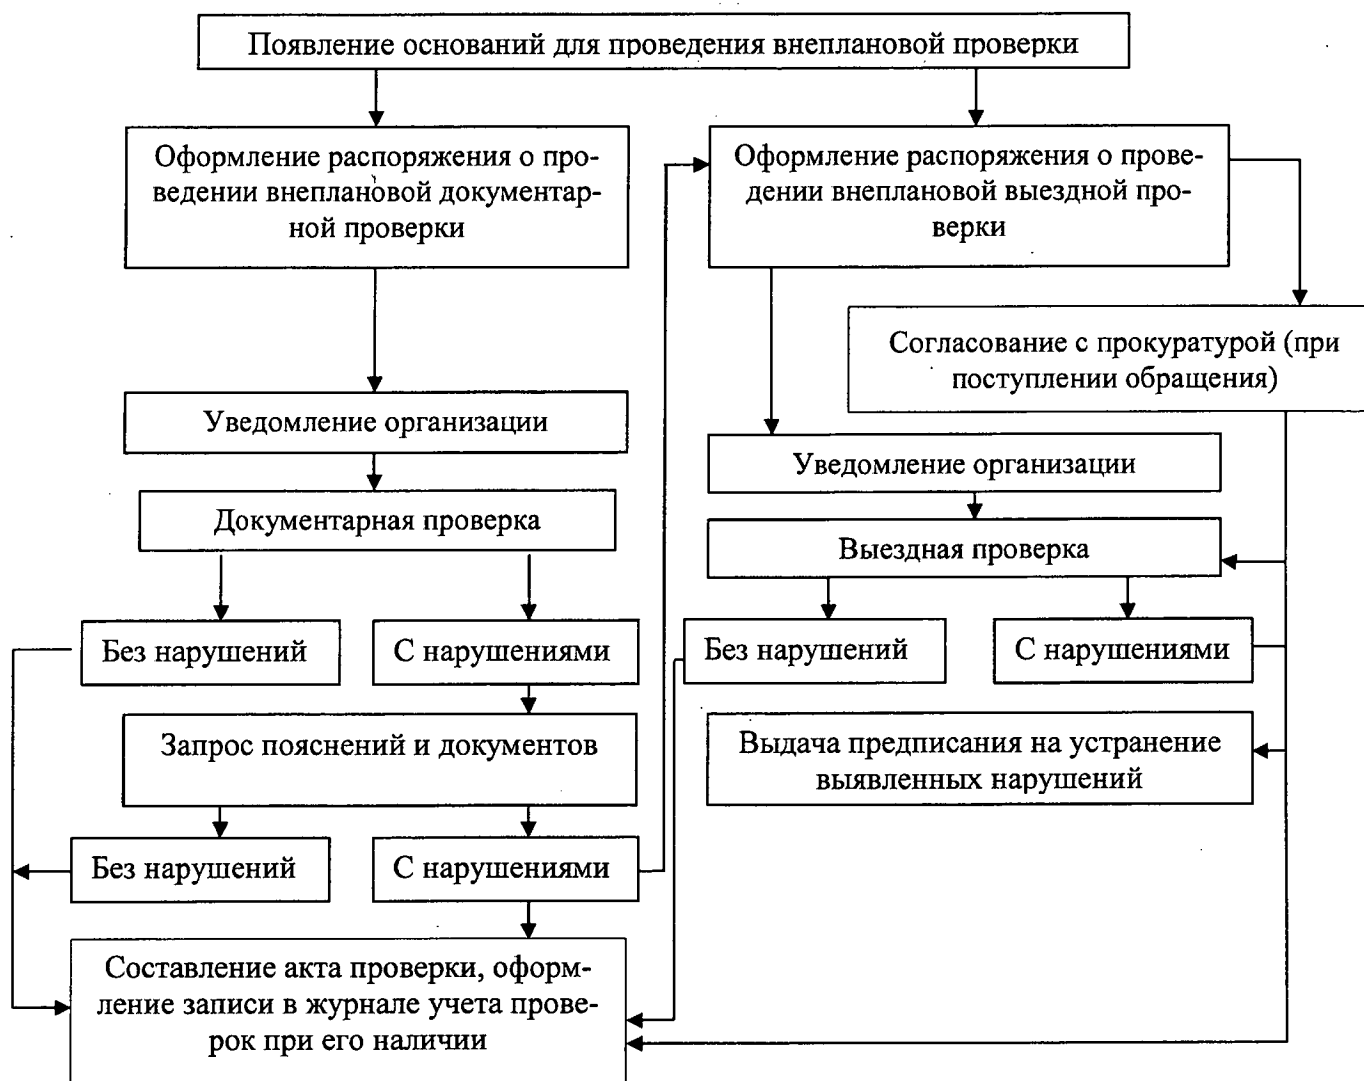 Появление оснований для проведения внеплановой проверки
Оформление распоряжения о про-
ведении внеплановой документар-
ной проверки
Оформление распоряжения о прове-
дении внеплановой выездной про-
верки
Согласование с прокуратурой (при
поступлении обращения)
Уведомление организации
Уведомление организации
Документарная проверка
Выездная проверка
Без нарушений
С нарушениями
Без нарушений
С нарушениями
Запрос пояснений и документов
Выдача предписания на устранение
выявленных нарушений
Без нарушений
С нарушениями
Составление акта проверки, оформ-
ление записи в журнале учета прове-
рок при его наличии